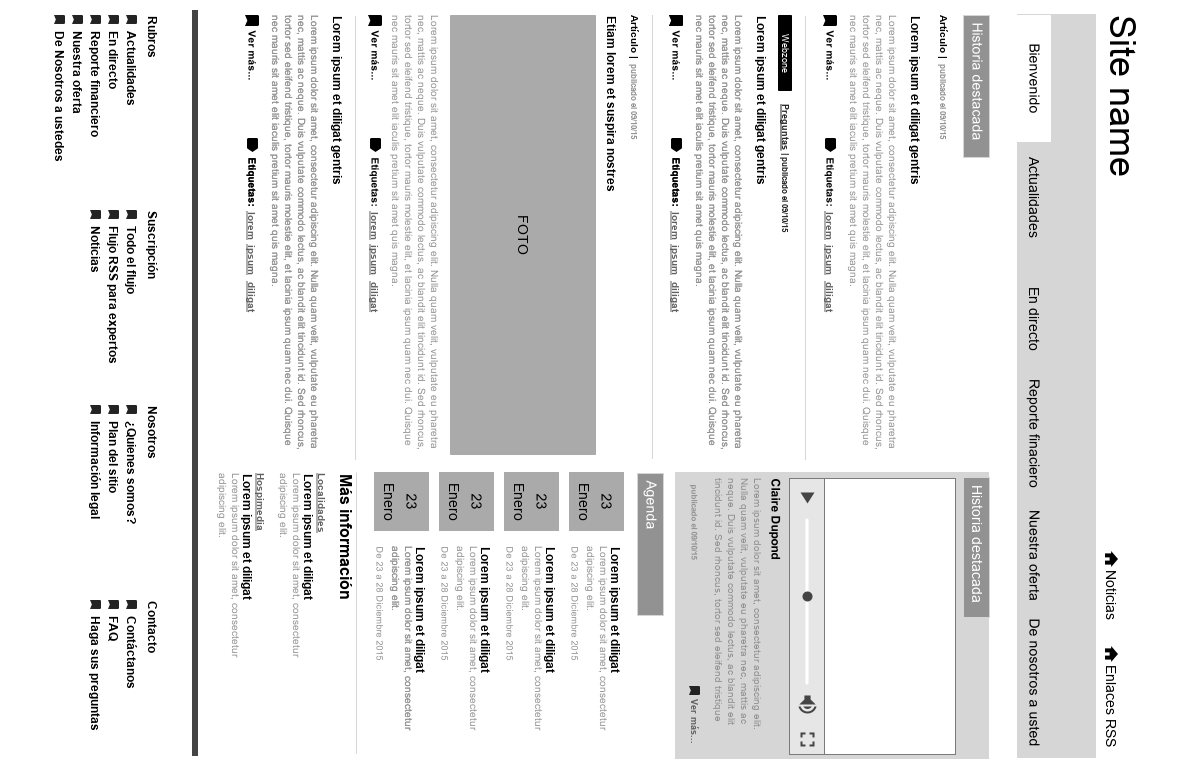 Site name
Noticias
Enlaces RSS
Bienvenido
Actualidades
En directo
Reporte finaciero
Nuestra oferta
De nosotros a usted
Historia destacada
Artículo | publicado el 09/10/15
Lorem ipsum et diligat gentris
Lorem ipsum dolor sit amet, consectetur adipiscing elit. Nulla quam velit, vulputate eu pharetra
nec, mattis ac neque. Duis vulputate commodo lectus, ac blandit elit tincidunt id. Sed rhoncus,
tortor sed eleifend tristique, tortor mauris molestie elit, et lacinia ipsum quam nec dui. Quisque
nec mauris sit amet elit iaculis pretium sit amet quis magna.
Ver más...
Etiquetas: lorem ipsum diligat
Webzone
Preguntas | publicado el 09/10/15
Lorem ipsum et diligat gentris
Lorem ipsum dolor sit amet, consectetur adipiscing elit. Nulla quam velit, vulputate eu pharetra
nec, mattis ac neque. Duis vulputate commodo lectus, ac blandit elit tincidunt id. Sed rhoncus,
tortor sed eleifend tristique, tortor mauris molestie elit, et lacinia ipsum quam nec dui. Quisque
nec mauris sit amet elit iaculis pretium sit amet quis magna.
Ver más...
Etiquetas: lorem ipsum diligat
Artículo | publicado el 09/10/15
Etiam lorem et suspira nostres
FOTO
Lorem ipsum dolor sit amet, consectetur adipiscing elit. Nulla quam velit, vulputate eu pharetra
nec, mattis ac neque. Duis vulputate commodo lectus, ac blandit elit tincidunt id. Sed rhoncus,
tortor sed eleifend tristique, tortor mauris molestie elit, et lacinia ipsum quam nec dui. Quisque
nec mauris sit amet elit iaculis pretium sit amet quis magna.
Ver más...
Etiquetas: lorem ipsum diligat
Lorem ipsum et diligat gentris
Lorem ipsum dolor sit amet, consectetur adipiscing elit. Nulla quam velit, vulputate eu pharetra
nec, mattis ac neque. Duis vulputate commodo lectus, ac blandit elit tincidunt id. Sed rhoncus,
tortor sed eleifend tristique, tortor mauris molestie elit, et lacinia ipsum quam nec dui. Quisque
nec mauris sit amet elit iaculis pretium sit amet quis magna.
Ver más...
Etiquetas: lorem ipsum diligat
Historia destacada
Claire Dupond
Lorem ipsum dolor sit amet, consectetur adipiscing elit.
Nulla quam velit, vulputate eu pharetra nec, mattis ac
neque. Duis vulputate commodo lectus, ac blandit elit
tincidunt id. Sed rhoncus, tortor sed eleifend tristique
publicado el 09/10/15
Ver más...
Agenda
23
Enero
Lorem ipsum et diligat
Lorem ipsum dolor sit amet, consectetur
adipiscing elit.
De 23 a 28 Diciembre 2015
23
Enero
Lorem ipsum et diligat
Lorem ipsum dolor sit amet, consectetur
adipiscing elit.
De 23 a 28 Diciembre 2015
23
Enero
Lorem ipsum et diligat
Lorem ipsum dolor sit amet, consectetur
adipiscing elit.
De 23 a 28 Diciembre 2015
23
Enero
Lorem ipsum et diligat
Lorem ipsum dolor sit amet, consectetur
adipiscing elit.
De 23 a 28 Diciembre 2015
Más información
Localidades
Lorem ipsum et diligat
Lorem ipsum dolor sit amet, consectetur
adipiscing elit.
Hospimedia
Lorem ipsum et diligat
Lorem ipsum dolor sit amet, consectetur
adipiscing elit.
Rubros
Actualidades
En directo
Reporte financiero
Nuestra oferta
De Nosotros a ustedes
Suscripción
Todo el flujo
Flujo RSS para expertos
Noticias
Nosotros
¿Quienes somos?
Plan del sitio
Información legal
Contacto
Contáctanos
FAQ
Haga sus preguntas